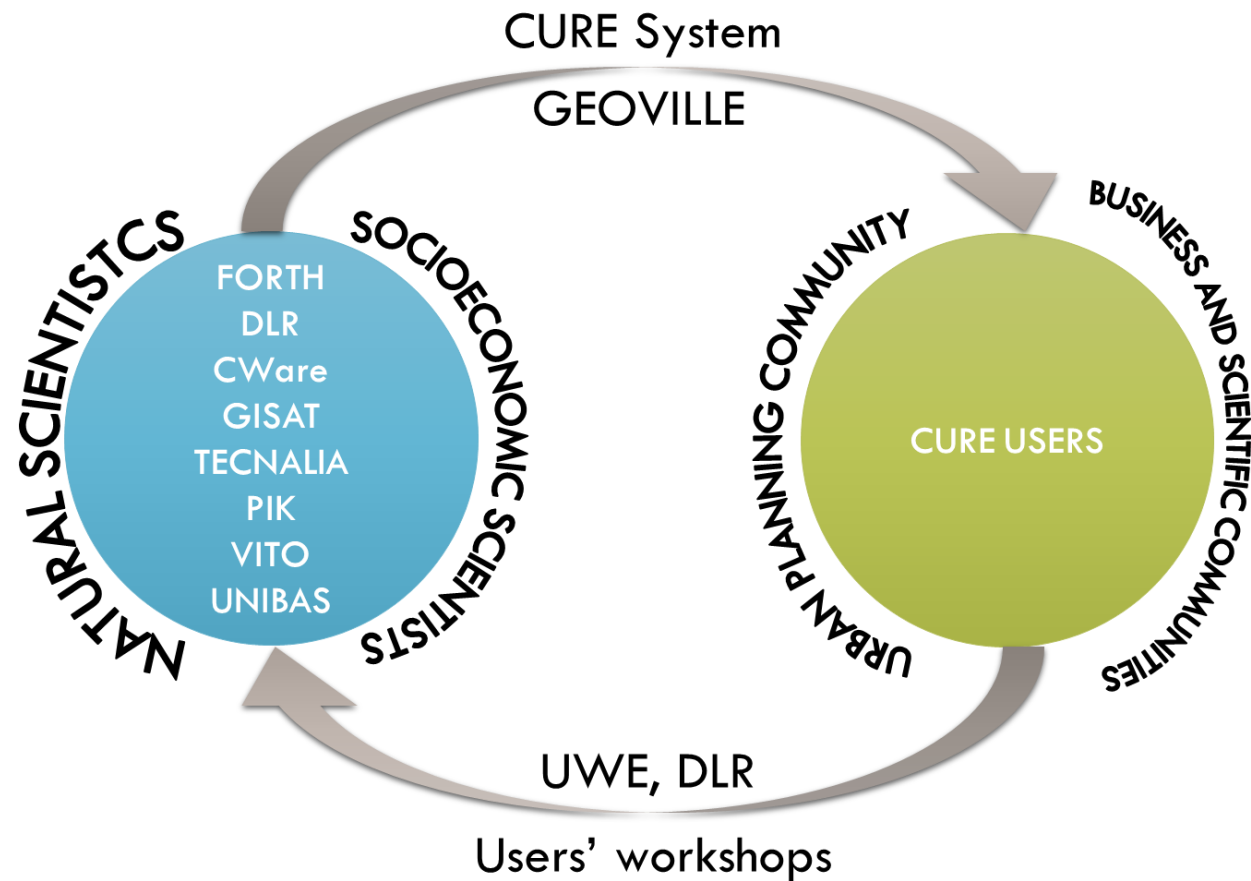 CURE System
GEOVILLE
NATURAL SCIENTISTCS
FORTH
DLR
CWare
GISAT
TECNALIA
PIK
VITO
UNIBAS
SOCIOECONOMIC SCIENTISTS
URBAN PLANNING COMMUNITY
CURE USERS
BUSINESS AND SCIENTIFIC COMMUNITIES
UWE, DLR
Users’ workshops